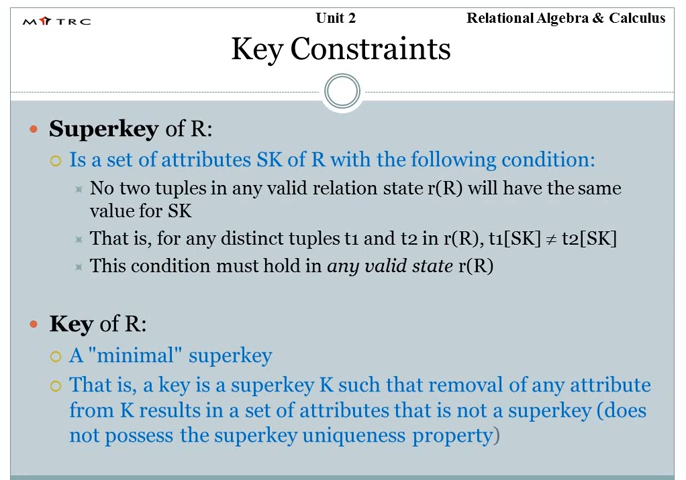 MYTRC
Unit 2
Relational Algebra & Calculus
Key Constraints
Superkey of R:
Is a set of attributes SK of R with the following condition:
No two tuples in any valid relation state r(R) will have the same
value for SK
That is, for any distinct tuples t1 and t2 in r(R), t1[SK] ≠ t2[SK]
This condition must hold in any valid state r(R)
Key of R:
A "minimal" superkey
That is, a key is a superkey K such that removal of any attribute
from K results in a set of attributes that is not a superkey (does
not possess the superkey uniqueness property)